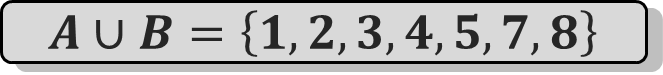 A ∪ B = {1, 2, 3, 4, 5, 7, 8}